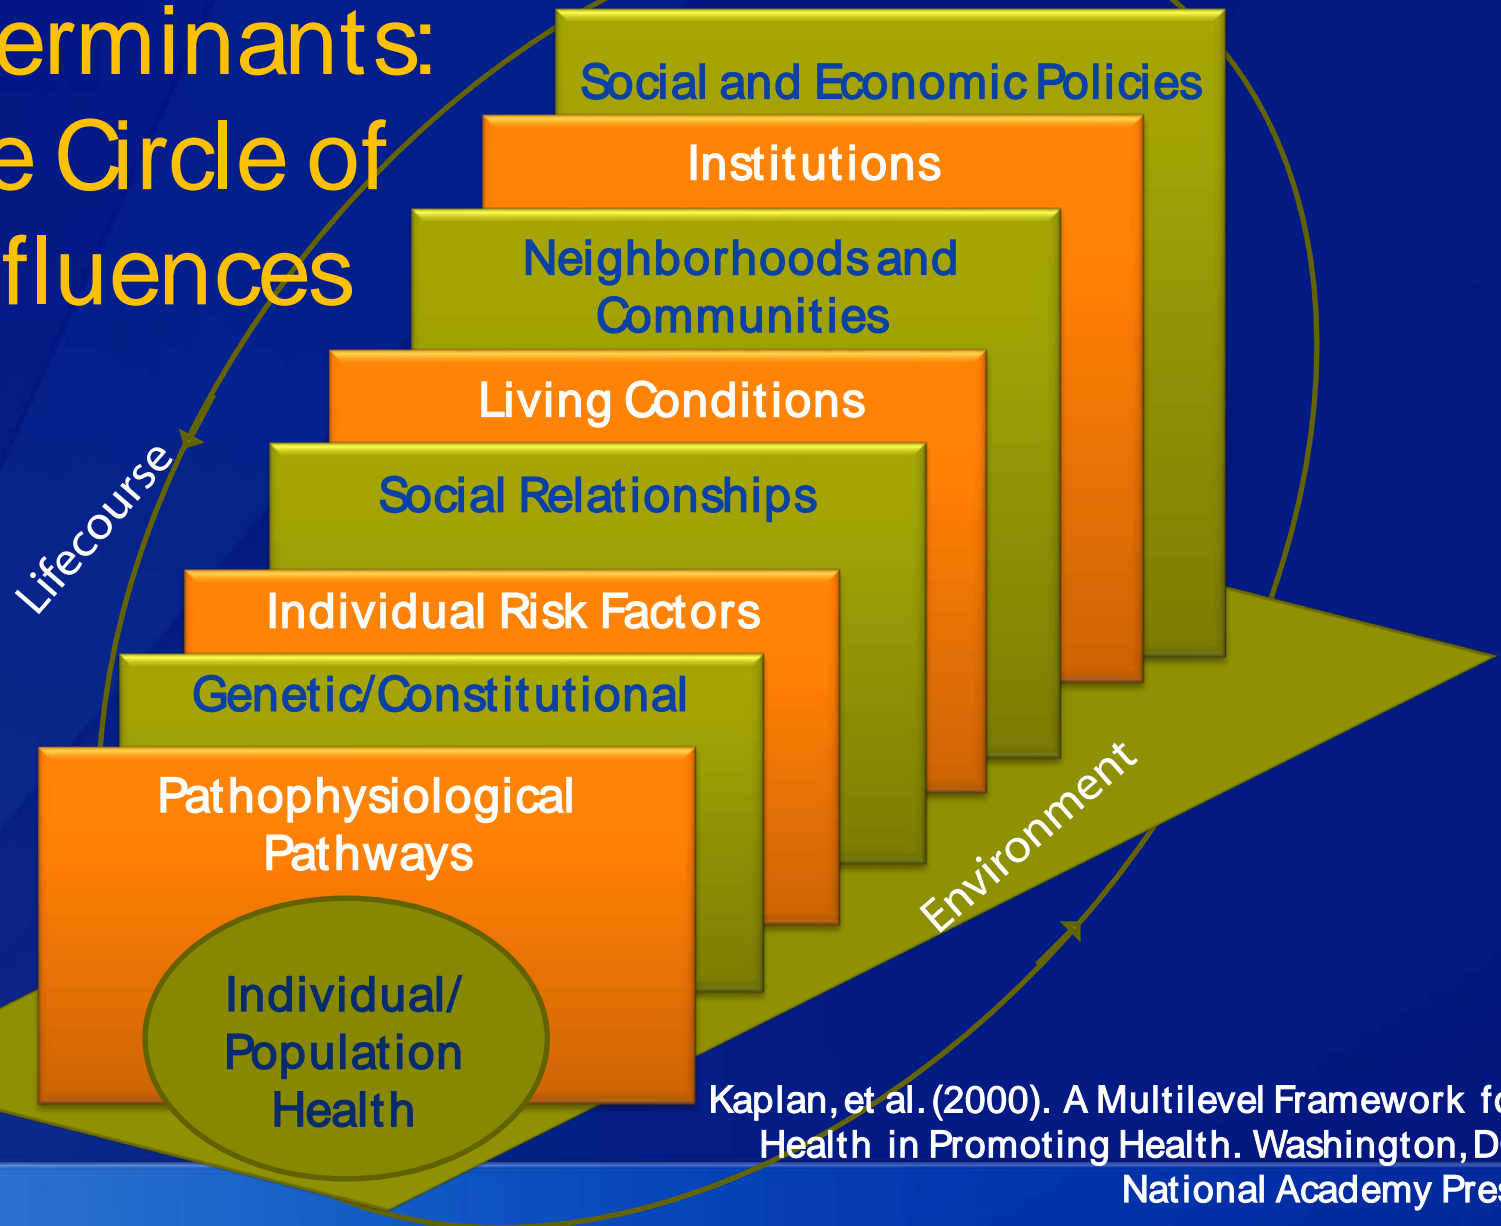 erminants:
e Circle of
fluences
Social and Economic Policies
Institutions
Neighborhoods and
Communities
Living Conditions
Social Relationships
Individual Risk Factors
Genetic/Constitutional
Pathophysiological
Pathways
Individual/
Population
Health
Lifecourse
Environment
Kaplan, et al. (2000). A Multilevel Framework fo
Health in Promoting Health. Washington, D
National Academy Pres